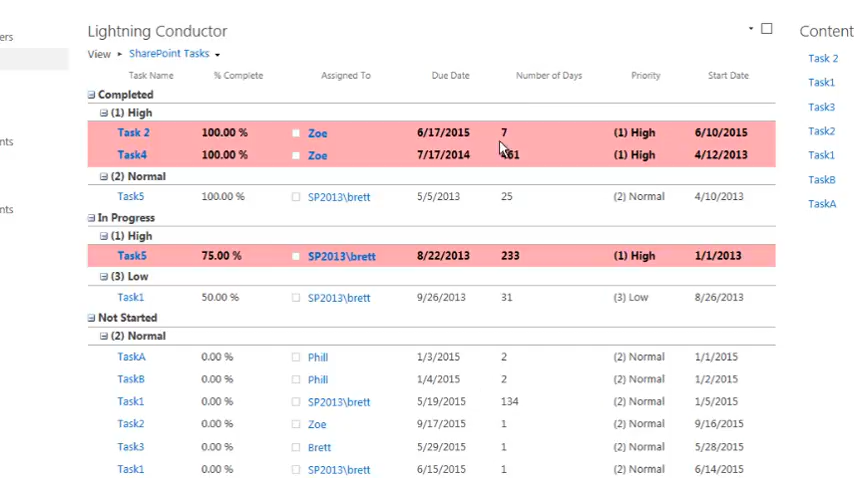 Lightning Conductor
View ▸ SharePoint Tasks
Task Name % Complete Assigned To Due Date Number of Days Priority Start Date
Completed
(1) High
Task 2 100.00 % Zoe 6/17/2015 7 (1) High 6/10/2015
Task4 100.00 % Zoe 7/17/2014 (1) High 4/12/2013
(2) Normal
Task5 100.00 % SP2013\brett 5/5/2013 25 (2) Normal 4/10/2013
In Progress
(1) High
Task5 75.00 % SP2013\brett 8/22/2013 233 (1) High 1/1/2013
(3) Low
Task1 50.00 % SP2013\brett 9/26/2013 31 (3) Low 8/26/2013
Not Started
(2) Normal
TaskA 0.00 % Phill 1/3/2015 2 (2) Normal 1/1/2015
TaskB 0.00 % Phill 1/4/2015 2 (2) Normal 1/2/2015
Task1 0.00 % SP2013\brett 5/19/2015 134 (2) Normal 1/5/2015
Task2 0.00 % Zoe 9/17/2015 1 (2) Normal 9/16/2015
Task3 0.00 % Brett 5/29/2015 1 (2) Normal 5/28/2015
Task1 0.00 % SP2013\brett 6/15/2015 1 (2) Normal 6/14/2015
Content
Task 2
Task1
Task3
Task2
Task1
TaskB
TaskA